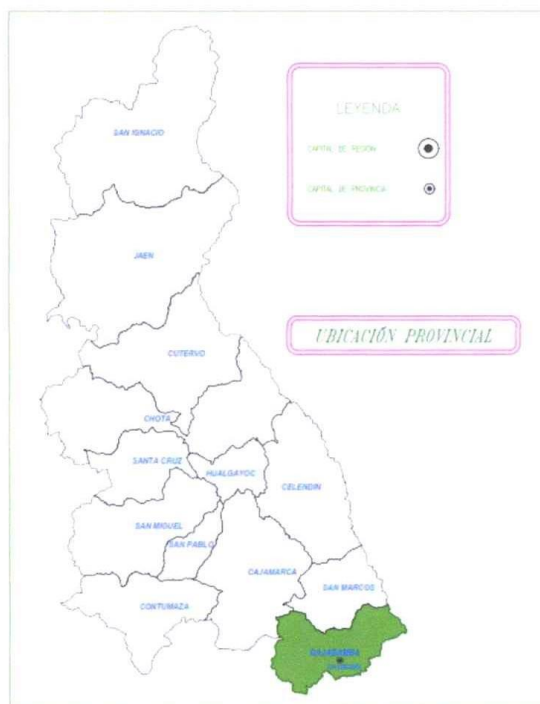 LEYENDA
CAPITAL DE REGIÓN
CAPITAL DE PROVINCIA
UBICACIÓN PROVINCIAL
SAN IGNACIO
JAEN
CUTERVO
CHOTA
SANTA CRUZ
HUALGAYOC
CELENDIN
SAN MIGUEL
SAN PABLO
CAJAMARCA
SAN MARCOS
CONTUMAZA
CAJABAMBA